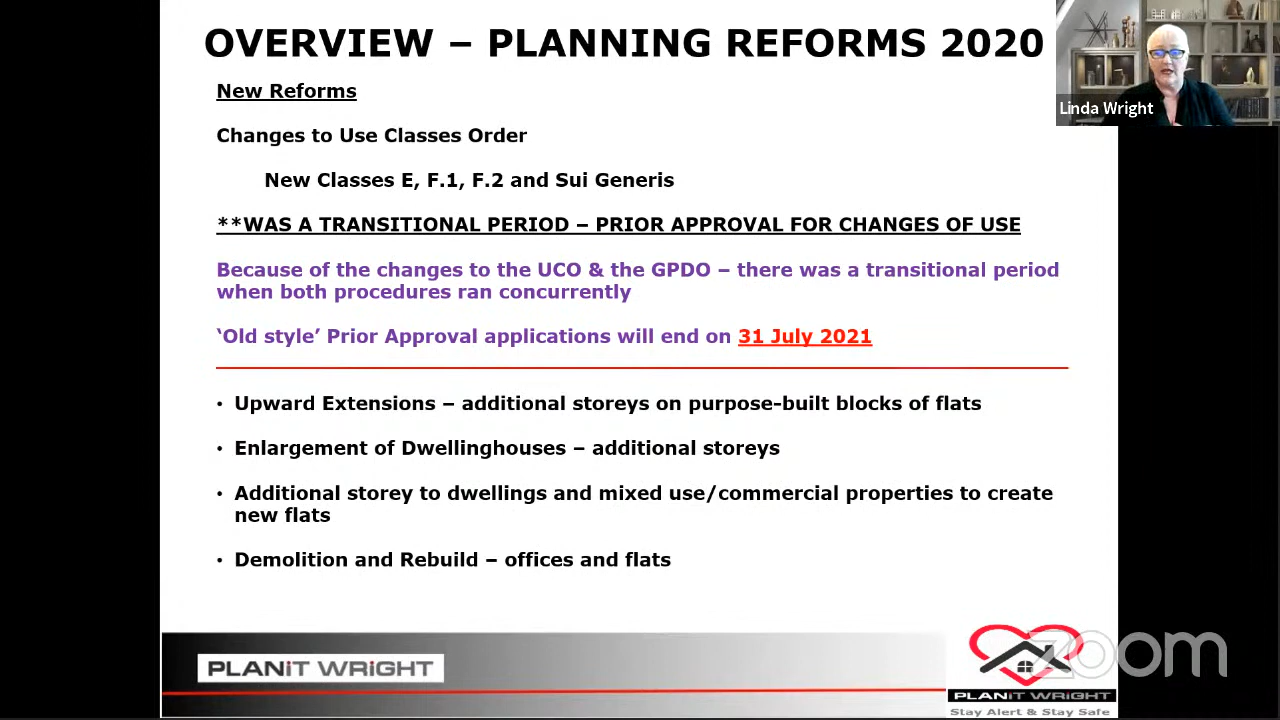 OVERVIEW – PLANNING REFORMS 2020
Linda Wright
New Reforms
Changes to Use Classes Order
New Classes E, F.1, F.2 and Sui Generis
**WAS A TRANSITIONAL PERIOD – PRIOR APPROVAL FOR CHANGES OF USE
Because of the changes to the UCO & the GPDO – there was a transitional period
when both procedures ran concurrently
‘Old style’ Prior Approval applications will end on 31 July 2021
• Upward Extensions – additional storeys on purpose-built blocks of flats
• Enlargement of Dwellinghouses – additional storeys
• Additional storey to dwellings and mixed use/commercial properties to create
new flats
• Demolition and Rebuild – offices and flats
PLANiT WRiGHT
zoom
PLANiT WRiGHT
Stay Alert & Stay Safe